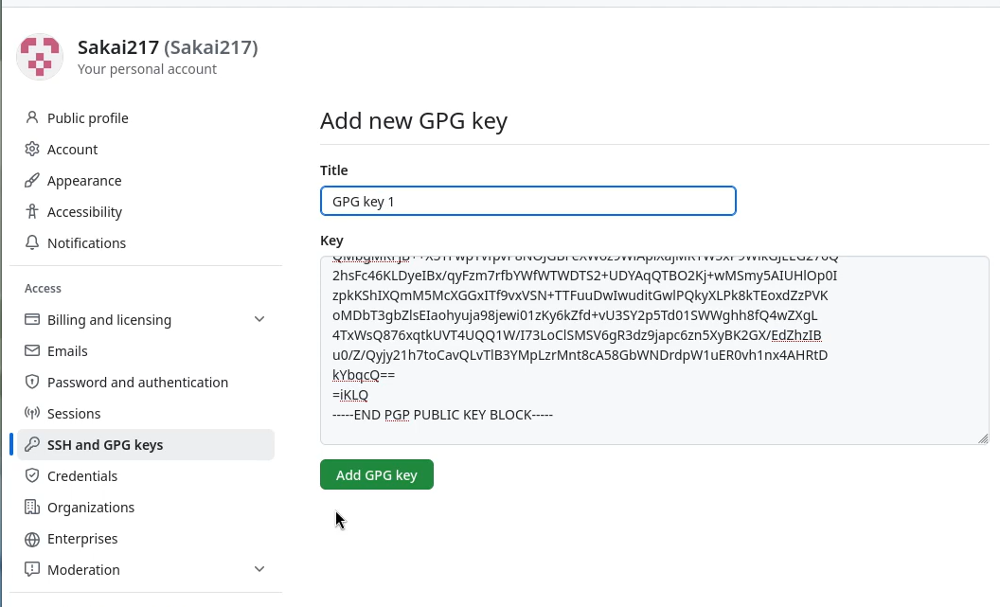 Sakai217 (Sakai217)
Your personal account
Public profile
Account
Appearance
Accessibility
Notifications
Access
Billing and licensing
Emails
Password and authentication
Sessions
SSH and GPG keys
Credentials
Organizations
Enterprises
Moderation
Add new GPG key
Title
GPG key 1
Key
2hsFc46KLDyeIBx/qyFzm7rfbYWfWTWDTS2+UDYAqQTBO2Kj+wMSmy5AIUHlOp0I
zpkKShIXQmM5McXGGxITf9vxVSN+TTFuuDwIwuditGwlPQkyXLPk8kTEoxdZzPVK
oMDbT3gbZlsEIaohyuja98jewi01zKy6kZfd+vU3SY2p5Td01SWWghh8fQ4wZXgL
4TxWsQ876xqtkUVT4UQQ1W/I73LoClSMSV6gR3dz9japc6zn5XyBK2GX/EdZhzIB
u0/Z/Qyjy21h7toCavQLvTlB3YMpLzrMnt8cA58GbWNDrdpW1uER0vh1nx4AHRtD
kYbqcQ==
=iKLQ
-----END PGP PUBLIC KEY BLOCK-----
Add GPG key